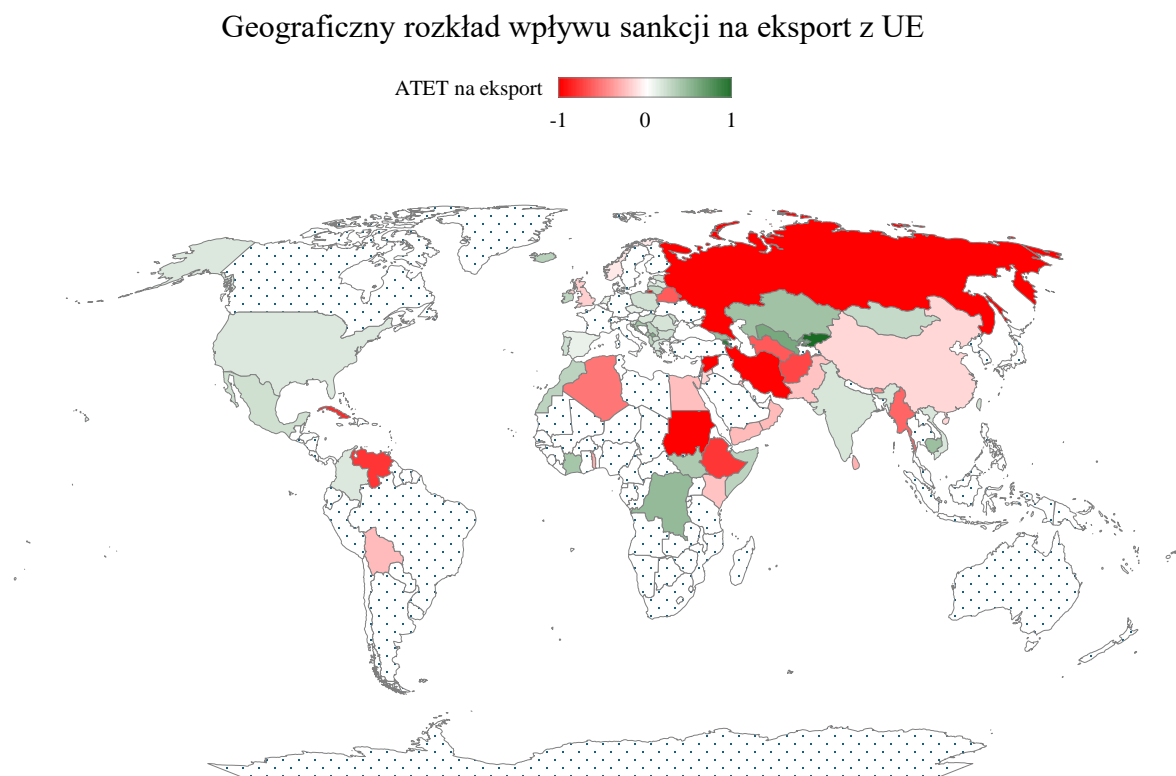 Geograficzny rozkład wpływu sankcji na eksport z UE
ATET na eksport
-1 0 1